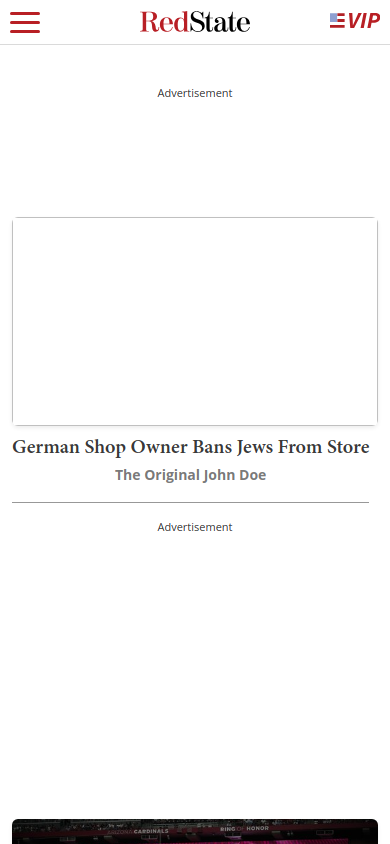 RedState
VIP
Advertisement
German Shop Owner Bans Jews From Store
The Original John Doe
Advertisement
CARDINALS
RING OF HONOR